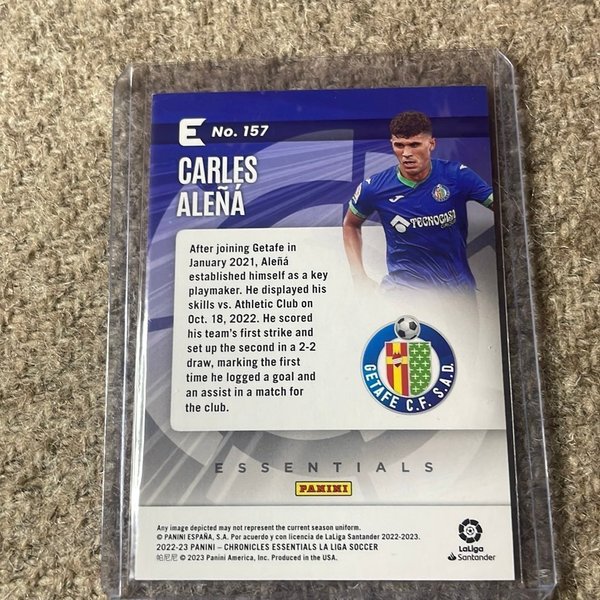 E No. 157
CARLES
ALEÑÁ
TECNOCASA
After joining Getafe in
January 2021, Aleñá
established himself as a key
playmaker. He displayed his
skills vs. Athletic Club on
Oct. 18, 2022. He scored
his team's first strike and
set up the second in a 2-2
draw, marking the first
time he logged a goal and
an assist in a match for
the club.
GETAFE C.F. S.A.D.
ESSENTIALS
PANINI
Any image depicted may not represent the current season uniform.
© PANINI ESPAÑA, S.A. Por acuerdo y con licencia de LaLiga Santander 2022-2023.
2022-23 PANINI – CHRONICLES ESSENTIALS LA LIGA SOCCER
帕尼尼 © 2023 Panini America, Inc. Produced in the USA.
LaLiga
Santander